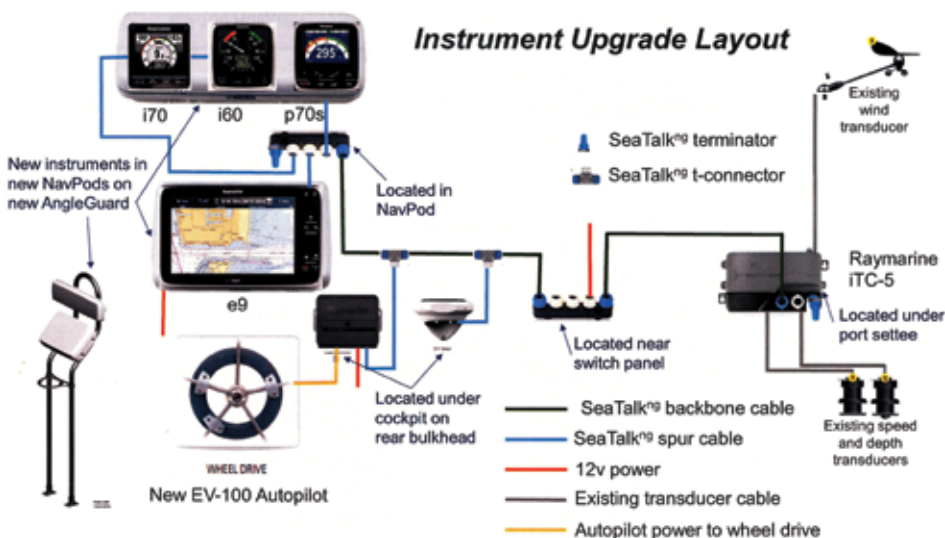 Instrument Upgrade Layout
i70
i60
p70s
295
Existing
wind
transducer
SeaTalkⁿᵍ terminator
SeaTalkⁿᵍ t-connector
New instruments in
new NavPods on
new AngleGuard
Located in
NavPod
e9
Raymarine
iTC-5
Located under
port settee
Located near
switch panel
Located under
cockpit on
rear bulkhead
Existing speed
and depth
transducers
WHEEL DRIVE
New EV-100 Autopilot
SeaTalkⁿᵍ backbone cable
SeaTalkⁿᵍ spur cable
12v power
Existing transducer cable
Autopilot power to wheel drive